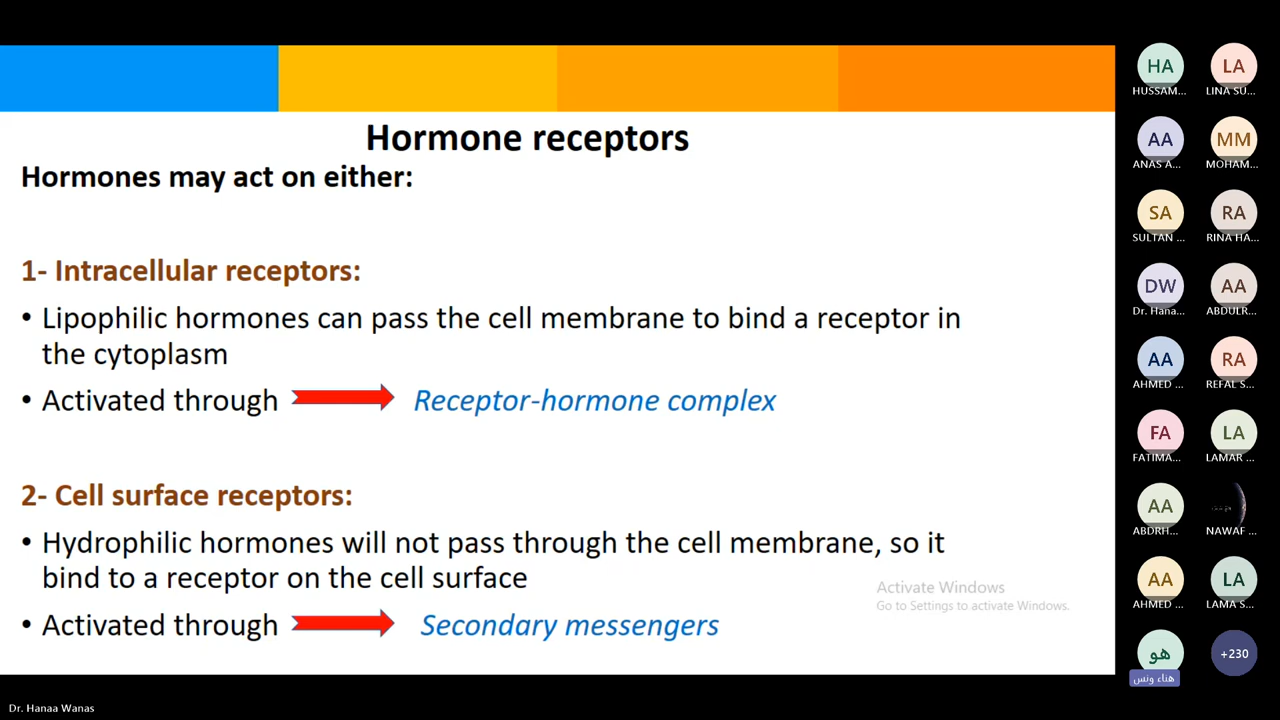 Hormone receptors
Hormones may act on either:
1- Intracellular receptors:
• Lipophilic hormones can pass the cell membrane to bind a receptor in
the cytoplasm
• Activated through Receptor-hormone complex
2- Cell surface receptors:
• Hydrophilic hormones will not pass through the cell membrane, so it
bind to a receptor on the cell surface
• Activated through Secondary messengers
Activate Windows
Go to Settings to activate Windows.
HA LA
HUSSAM... LINA SU...
AA MM
ANAS A... MOHAM...
SA RA
SULTAN ... RINA HA...
DW AA
Dr. Hana... ABDULR...
AA RA
AHMED ... REFAL S...
FA LA
FATIMA... LAMAR ...
AA
ABDRH... NAWAF ...
AA LA
AHMED ... LAMA S...
هو +230
هناء ونس
Dr. Hanaa Wanas